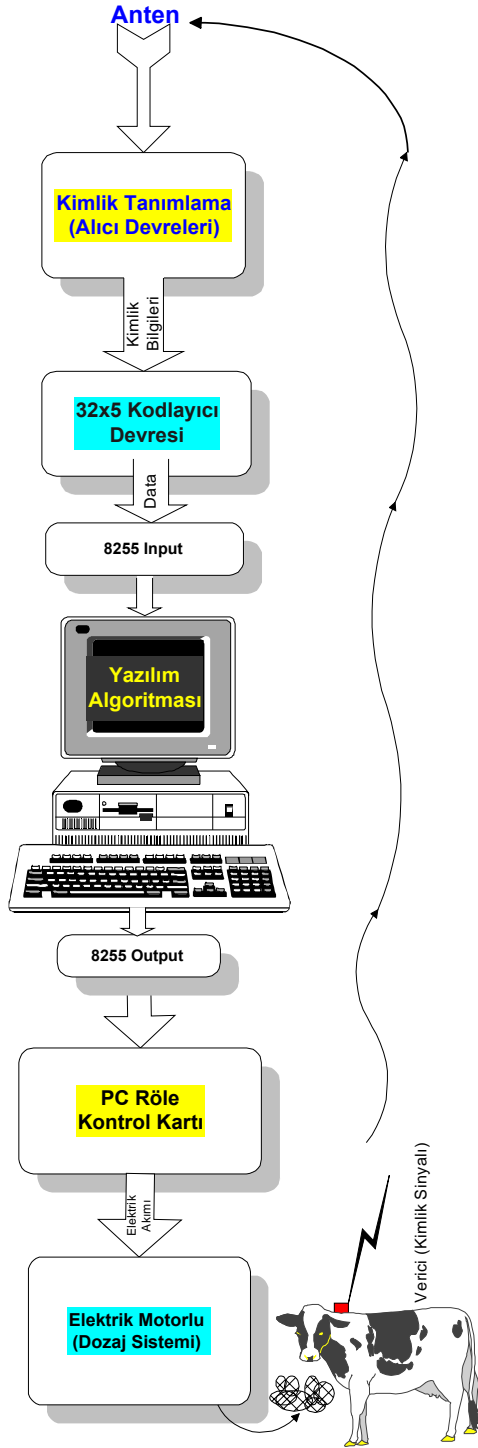 Anten
Kimlik Tanımlama
(Alıcı Devreleri)
Kimlik
Bilgileri
32x5 Kodlayıcı
Devresi
Data
8255 Input
Yazılım
Algoritması
8255 Output
PC Röle
Kontrol Kartı
Elektrik
Akımı
Elektrik Motorlu
(Dozaj Sistemi)
Verici (Kimlik Sinyalı)